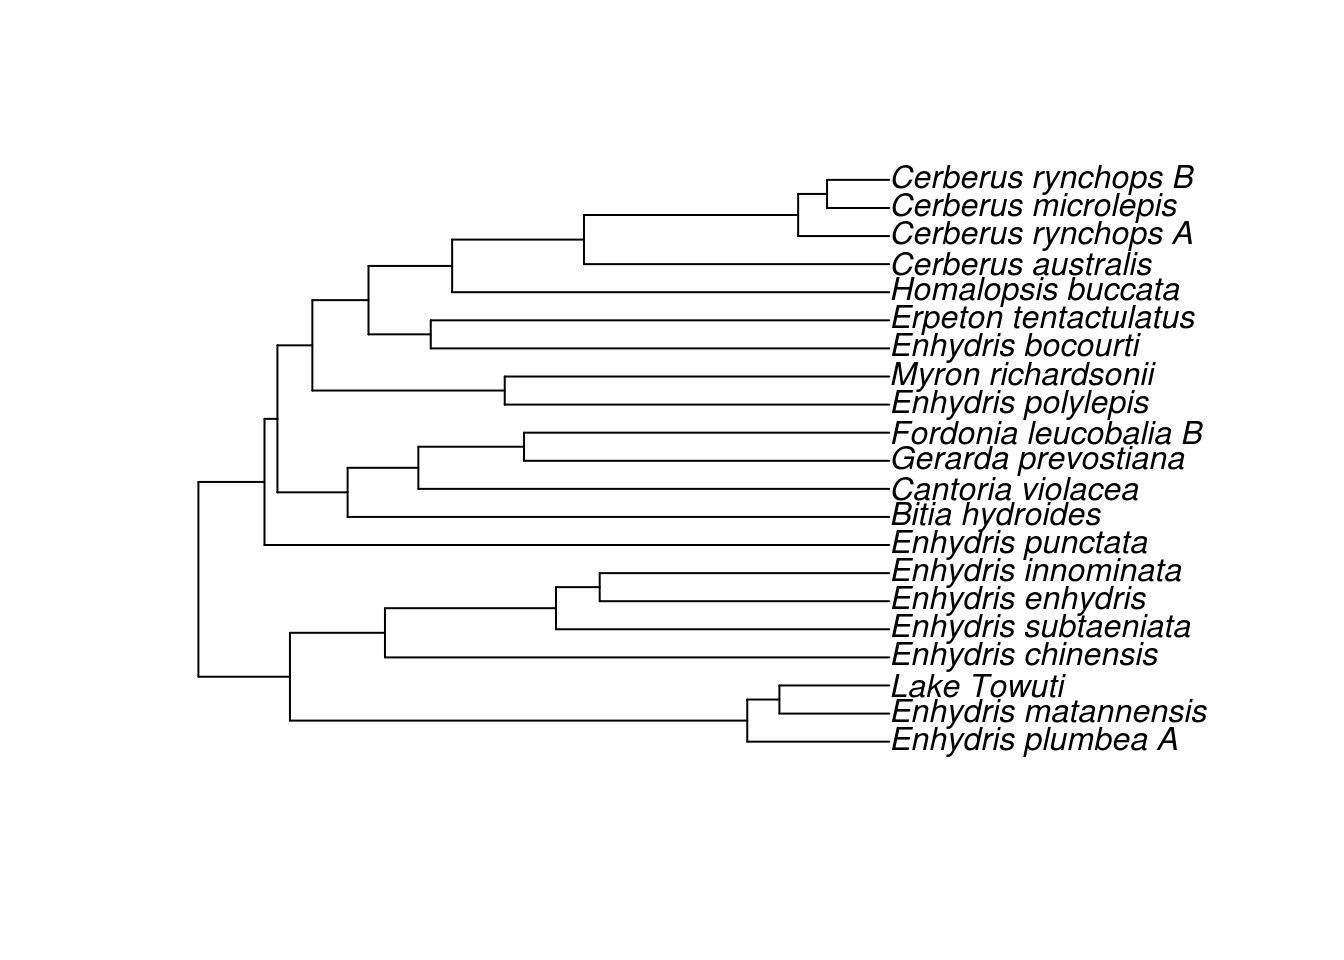 Cerberus rynchops B
Cerberus microlepis
Cerberus rynchops A
Cerberus australis
Homalopsis buccata
Erpeton tentactulatus
Enhydris bocourti
Myron richardsonii
Enhydris polylepis
Fordonia leucobalia B
Gerarda prevostiana
Cantoria violacea
Bitia hydroides
Enhydris punctata
Enhydris innominata
Enhydris enhydris
Enhydris subtaeniata
Enhydris chinensis
Lake Towuti
Enhydris matannensis
Enhydris plumbea A